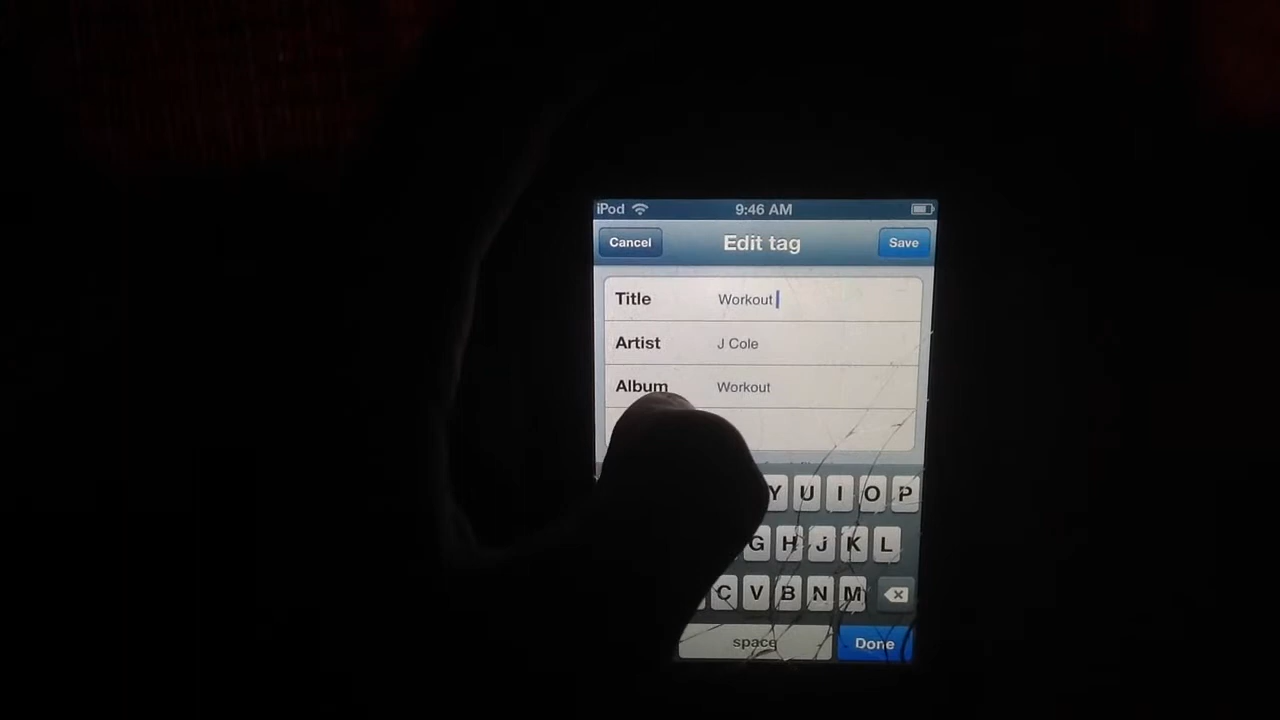 iPod 9:46 AM
Cancel Edit tag Save
Title Workout
Artist J Cole
Album Workout
Y U I O P
G H J K L
C V B N M
space Done